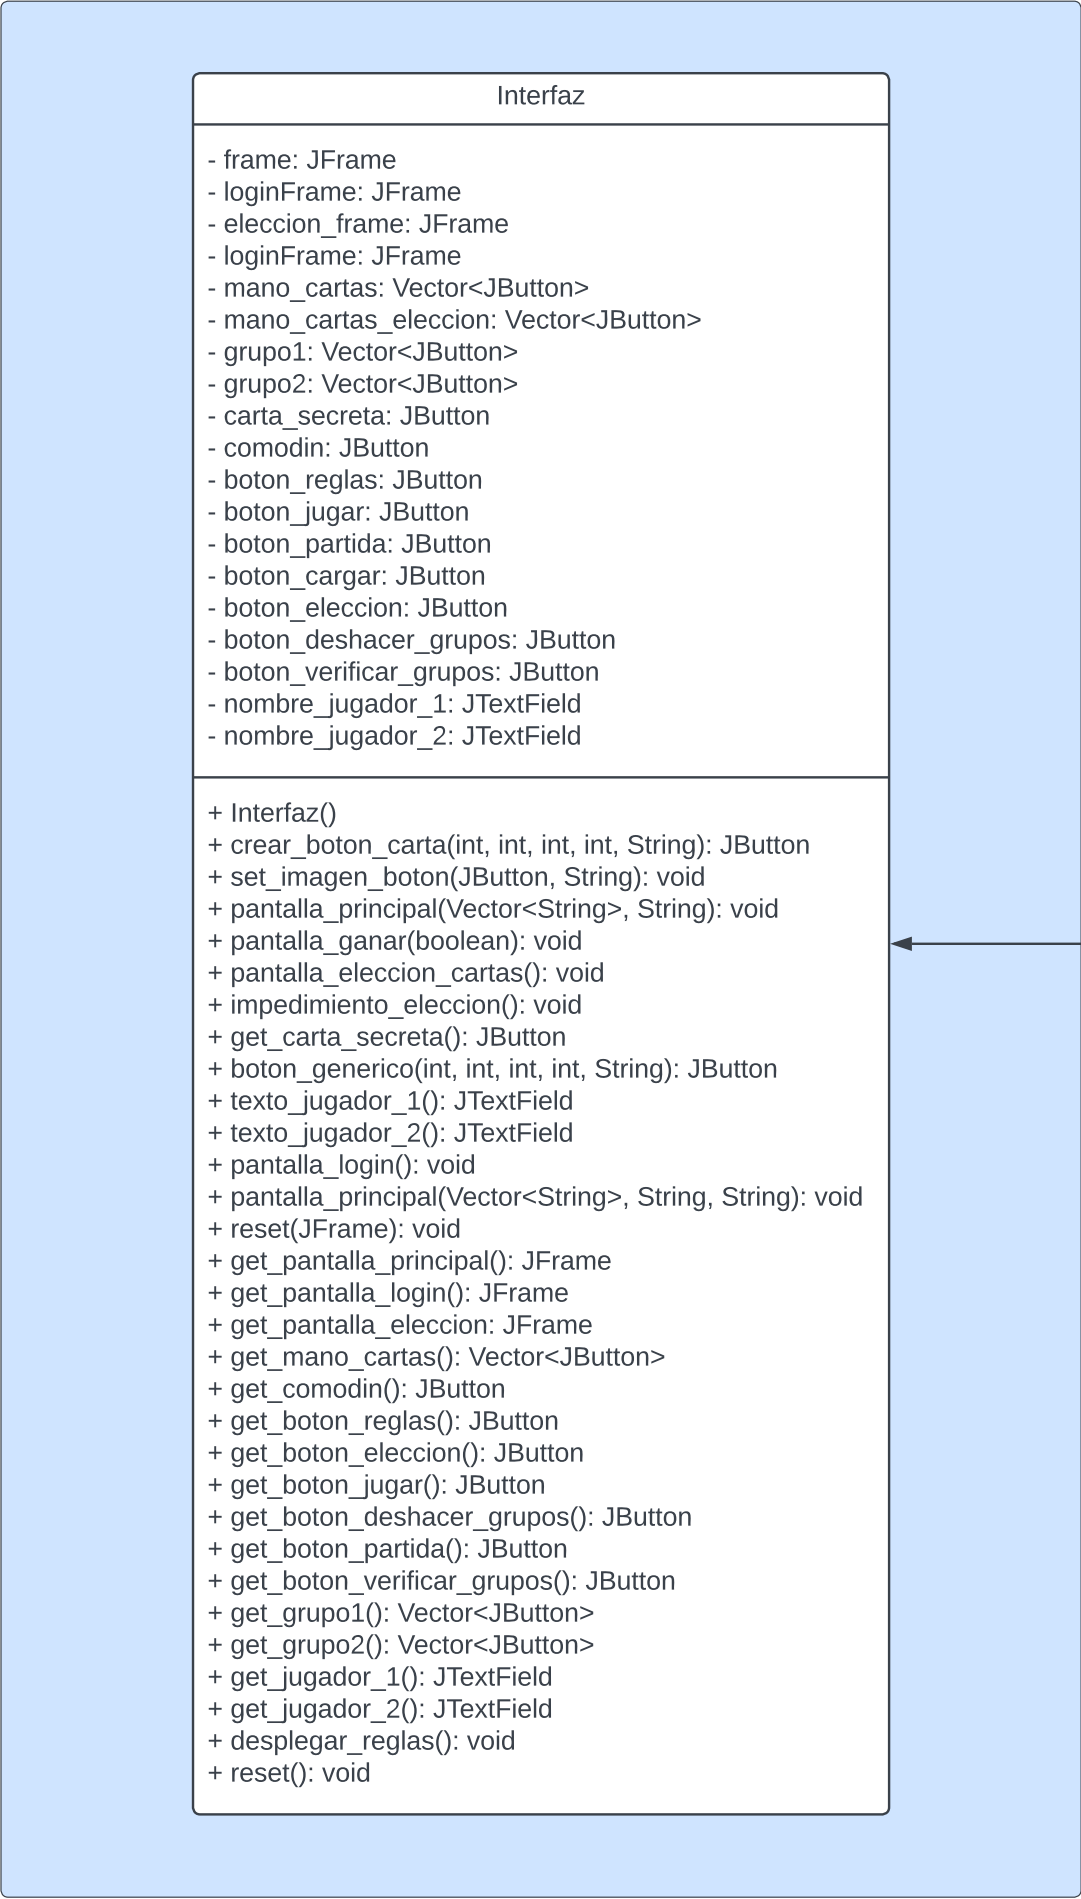 Interfaz
- frame: JFrame
- loginFrame: JFrame
- eleccion_frame: JFrame
- loginFrame: JFrame
- mano_cartas: Vector<JButton>
- mano_cartas_eleccion: Vector<JButton>
- grupo1: Vector<JButton>
- grupo2: Vector<JButton>
- carta_secreta: JButton
- comodin: JButton
- boton_reglas: JButton
- boton_jugar: JButton
- boton_partida: JButton
- boton_cargar: JButton
- boton_eleccion: JButton
- boton_deshacer_grupos: JButton
- boton_verificar_grupos: JButton
- nombre_jugador_1: JTextField
- nombre_jugador_2: JTextField
+ Interfaz()
+ crear_boton_carta(int, int, int, int, String): JButton
+ set_imagen_boton(JButton, String): void
+ pantalla_principal(Vector<String>, String): void
+ pantalla_ganar(boolean): void
+ pantalla_eleccion_cartas(): void
+ impedimiento_eleccion(): void
+ get_carta_secreta(): JButton
+ boton_generico(int, int, int, int, String): JButton
+ texto_jugador_1(): JTextField
+ texto_jugador_2(): JTextField
+ pantalla_login(): void
+ pantalla_principal(Vector<String>, String, String): void
+ reset(JFrame): void
+ get_pantalla_principal(): JFrame
+ get_pantalla_login(): JFrame
+ get_pantalla_eleccion: JFrame
+ get_mano_cartas(): Vector<JButton>
+ get_comodin(): JButton
+ get_boton_reglas(): JButton
+ get_boton_eleccion(): JButton
+ get_boton_jugar(): JButton
+ get_boton_deshacer_grupos(): JButton
+ get_boton_partida(): JButton
+ get_boton_verificar_grupos(): JButton
+ get_grupo1(): Vector<JButton>
+ get_grupo2(): Vector<JButton>
+ get_jugador_1(): JTextField
+ get_jugador_2(): JTextField
+ desplegar_reglas(): void
+ reset(): void